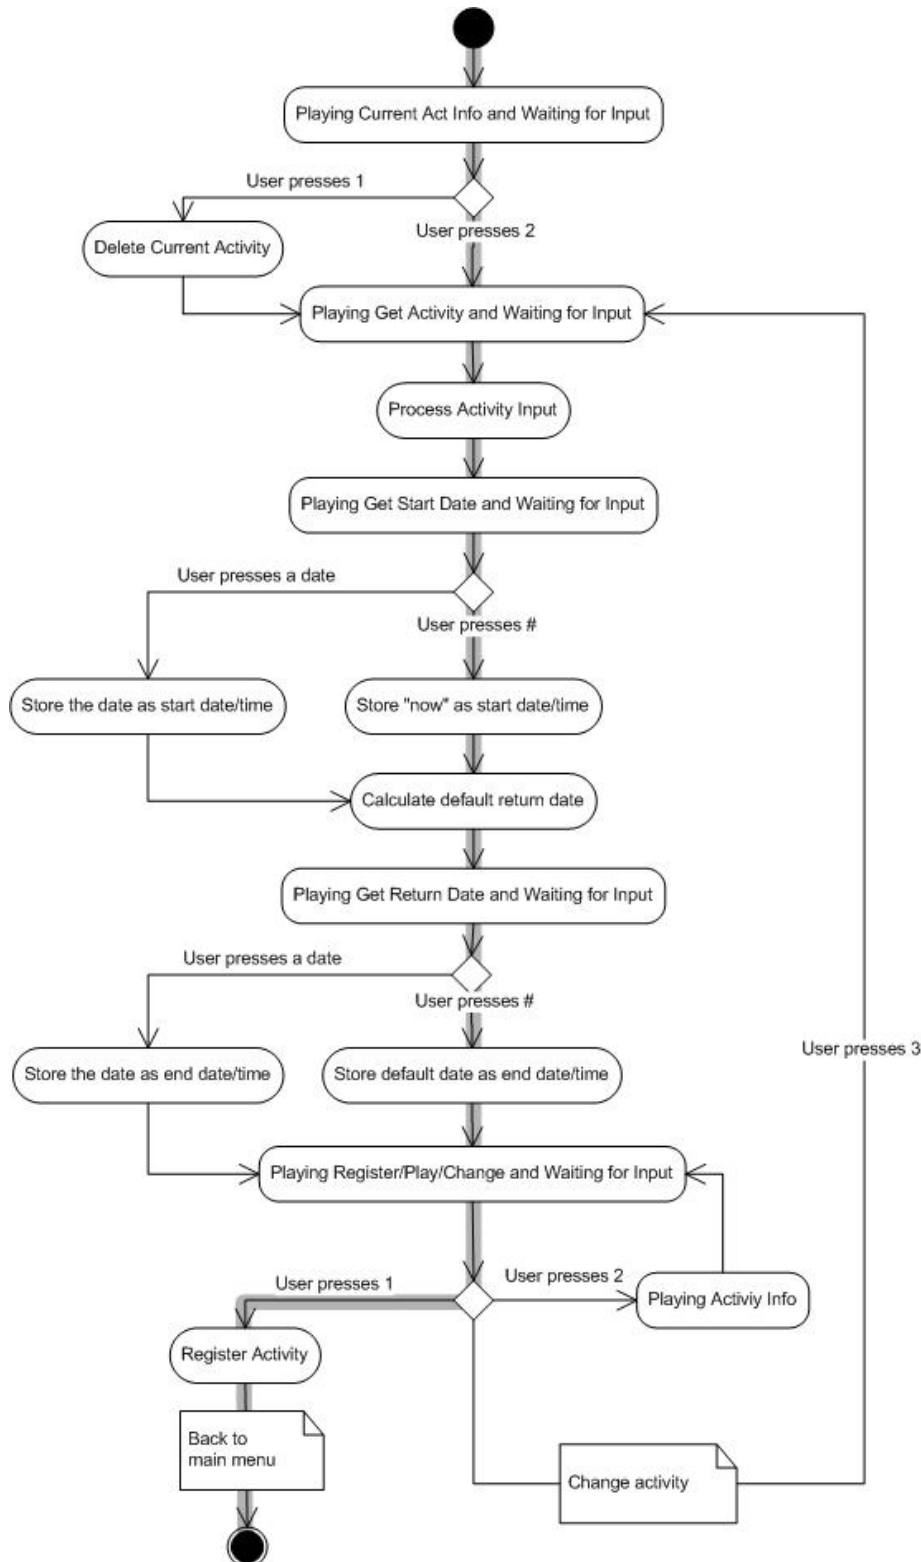 Playing Current Act Info and Waiting for Input
User presses 1
User presses 2
Delete Current Activity
Playing Get Activity and Waiting for Input
Process Activity Input
Playing Get Start Date and Waiting for Input
User presses a date
User presses #
Store the date as start date/time
Store "now" as start date/time
Calculate default return date
Playing Get Return Date and Waiting for Input
User presses a date
User presses #
User presses 3
Store the date as end date/time
Store default date as end date/time
Playing Register/Play/Change and Waiting for Input
User presses 1
User presses 2
Playing Activiy Info
Register Activity
Back to
main menu
Change activity